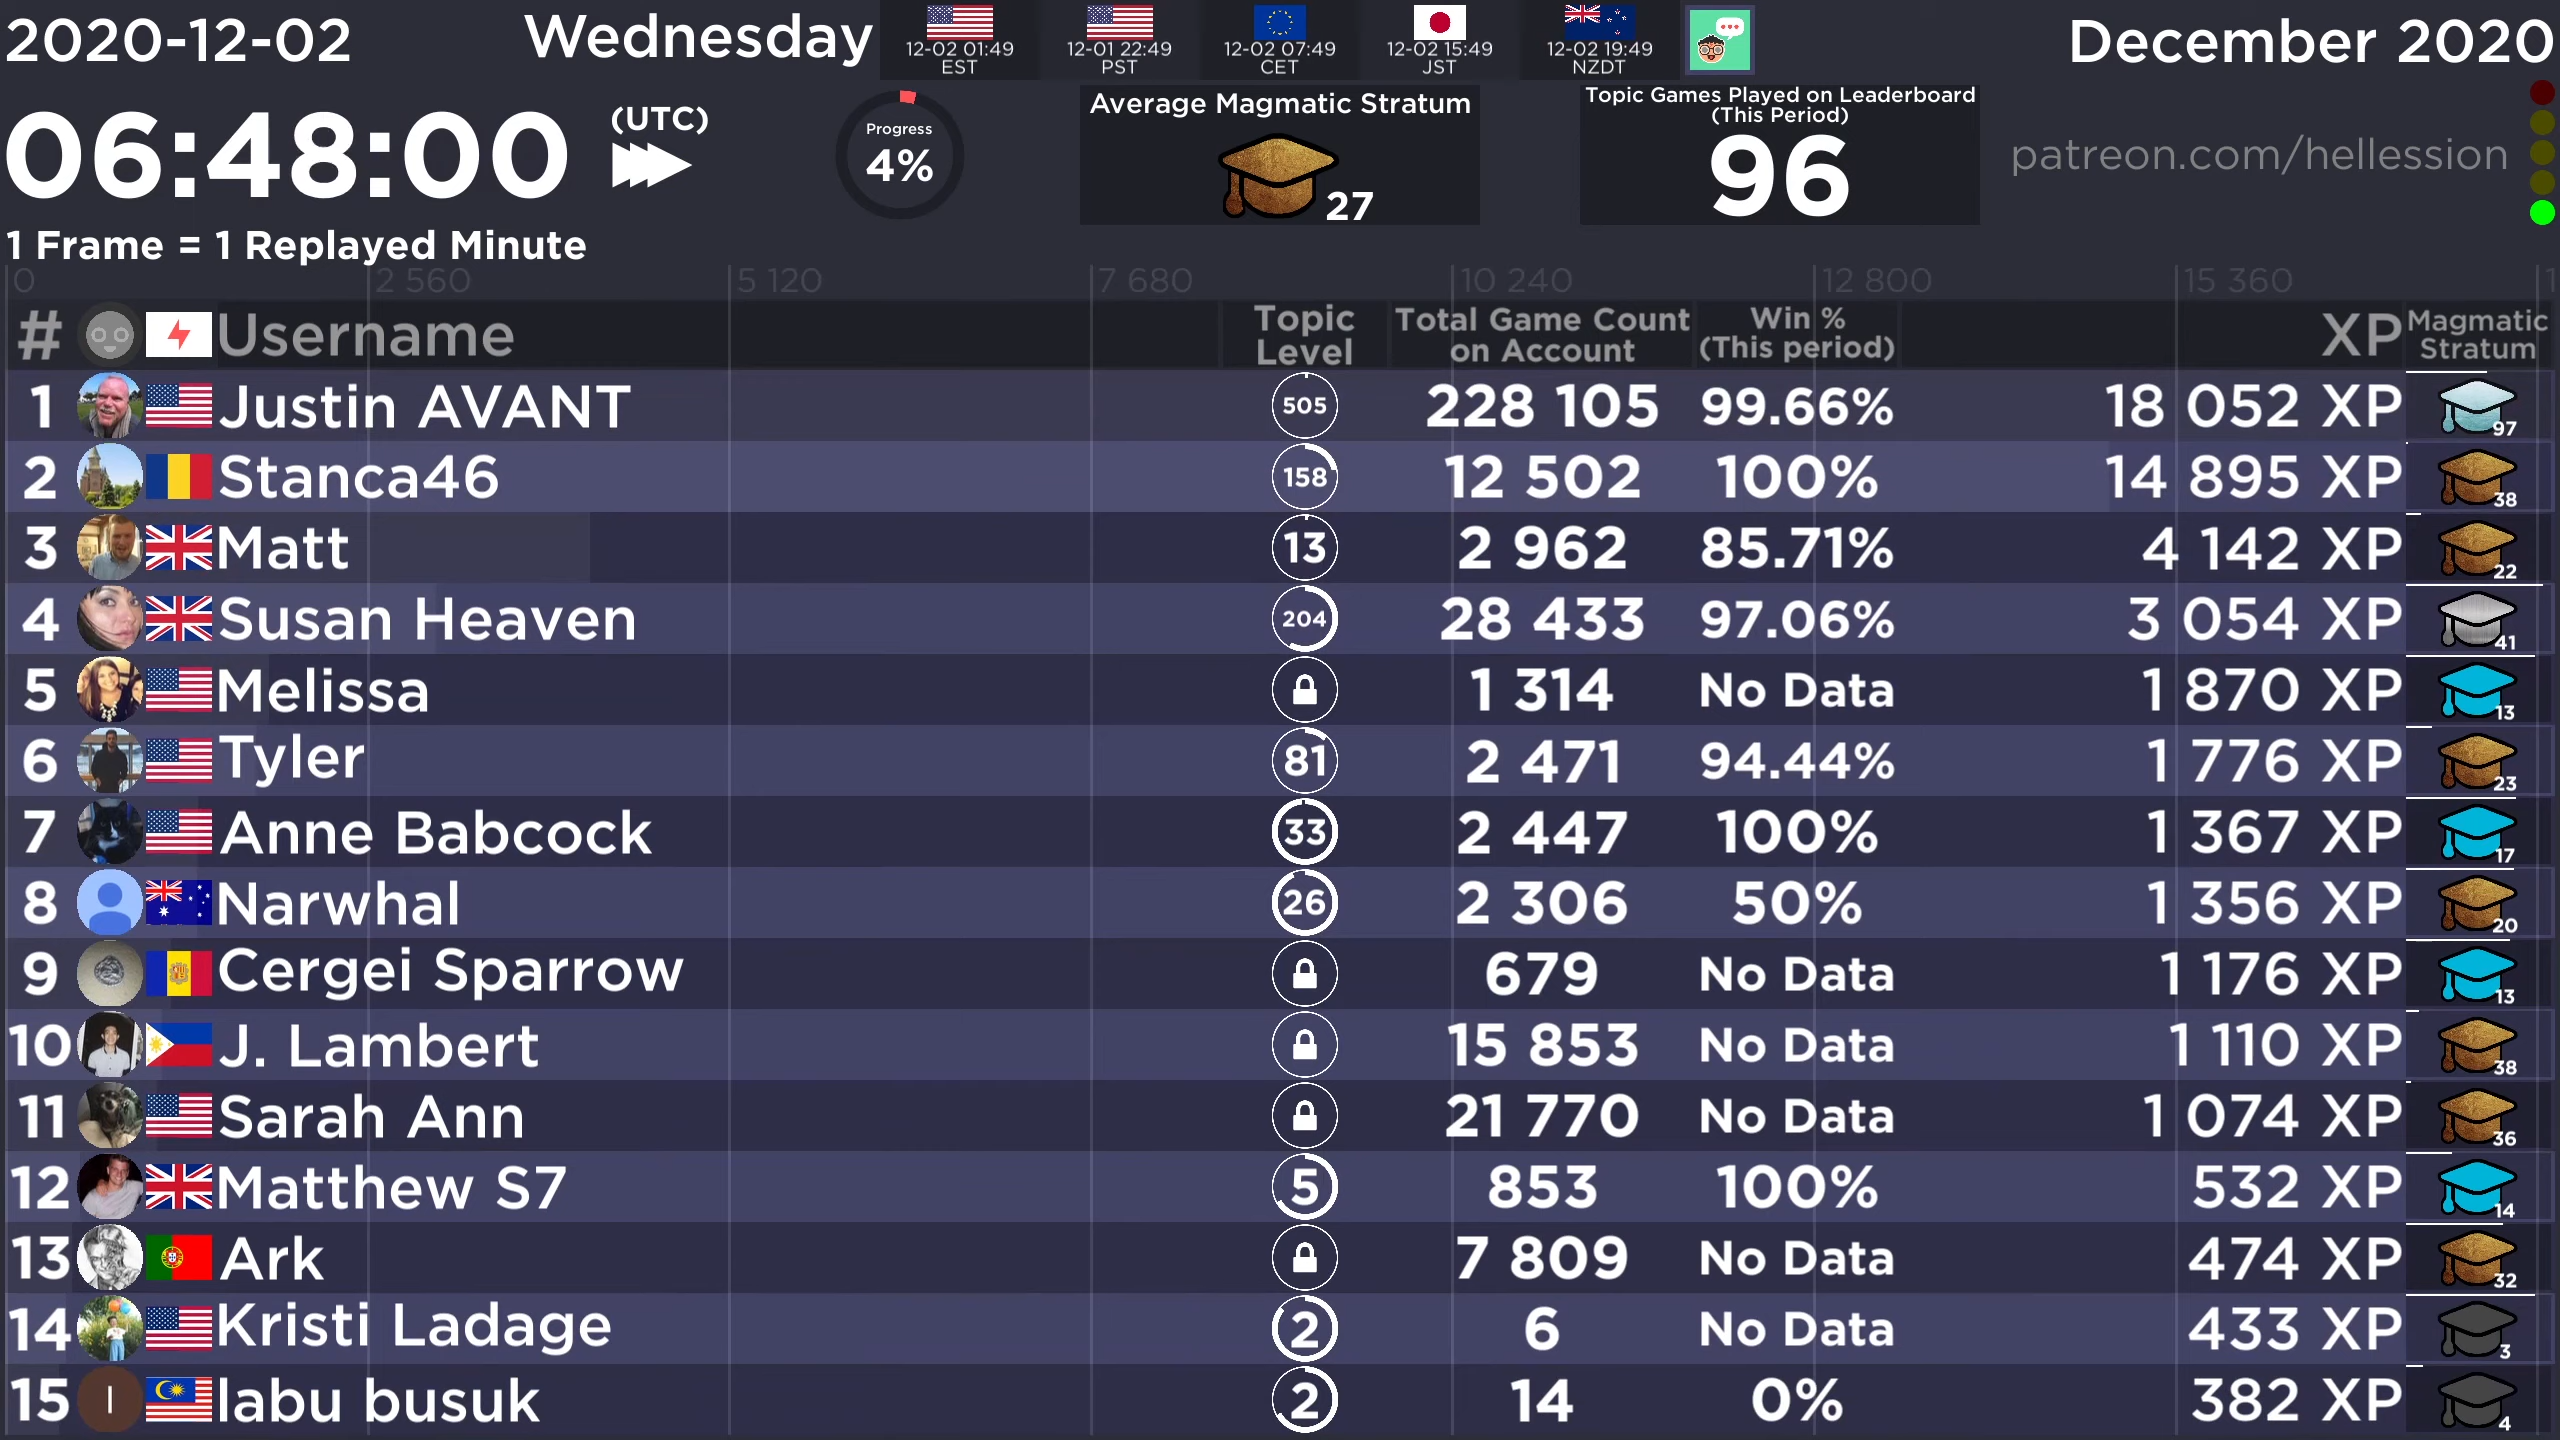 2020-12-02
Wednesday
12-02 01:49
EST
12-01 22:49
PST
12-02 07:49
CET
12-02 15:49
JST
12-02 19:49
NZDT
December 2020
06:48:00
(UTC)
Progress
4%
Average Magmatic Stratum
27
Topic Games Played on Leaderboard
(This Period)
96
patreon.com/hellession
1 Frame = 1 Replayed Minute
0 2 560 5 120 7 680 10 240 12 800 15 360 1
# Username Topic Level Total Game Count on Account Win % (This period) XP Magmatic Stratum
1 Justin AVANT 505 228 105 99.66% 18 052 XP 97
2 Stanca46 158 12 502 100% 14 895 XP 38
3 Matt 13 2 962 85.71% 4 142 XP 22
4 Susan Heaven 204 28 433 97.06% 3 054 XP 41
5 Melissa 1 314 No Data 1 870 XP 13
6 Tyler 81 2 471 94.44% 1 776 XP 23
7 Anne Babcock 33 2 447 100% 1 367 XP 17
8 Narwhal 26 2 306 50% 1 356 XP 20
9 Cergei Sparrow 679 No Data 1 176 XP 13
10 J. Lambert 15 853 No Data 1 110 XP 38
11 Sarah Ann 21 770 No Data 1 074 XP 36
12 Matthew S7 5 853 100% 532 XP 14
13 Ark 7 809 No Data 474 XP 32
14 Kristi Ladage 2 6 No Data 433 XP 3
15 l labu busuk 2 14 0% 382 XP 4